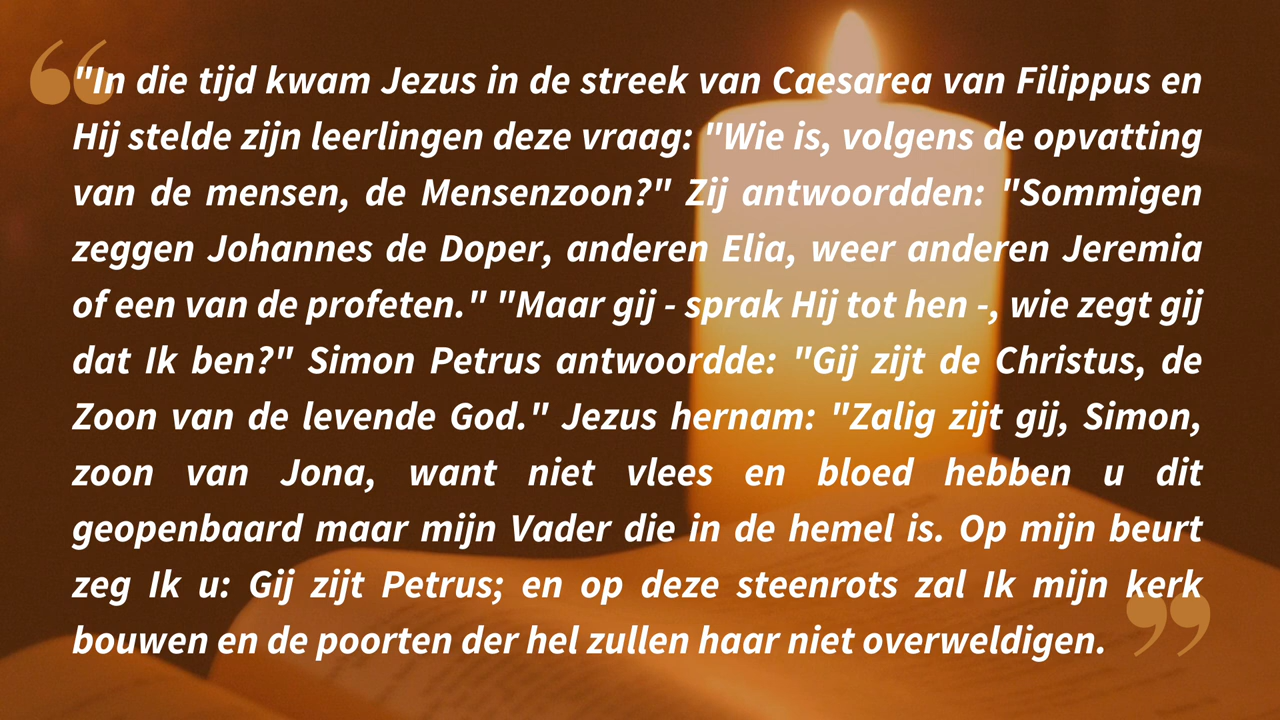 "In die tijd kwam Jezus in de streek van Caesarea van Filippus en
Hij stelde zijn leerlingen deze vraag: "Wie is, volgens de opvatting
van de mensen, de Mensenzoon?" Zij antwoordden: "Sommigen
zeggen Johannes de Doper, anderen Elia, weer anderen Jeremia
of een van de profeten." "Maar gij - sprak Hij tot hen -, wie zegt gij
dat Ik ben?" Simon Petrus antwoordde: "Gij zijt de Christus, de
Zoon van de levende God." Jezus hernam: "Zalig zijt gij, Simon,
zoon van Jona, want niet vlees en bloed hebben u dit
geopenbaard maar mijn Vader die in de hemel is. Op mijn beurt
zeg Ik u: Gij zijt Petrus; en op deze steenrots zal Ik mijn kerk
bouwen en de poorten der hel zullen haar niet overweldigen.